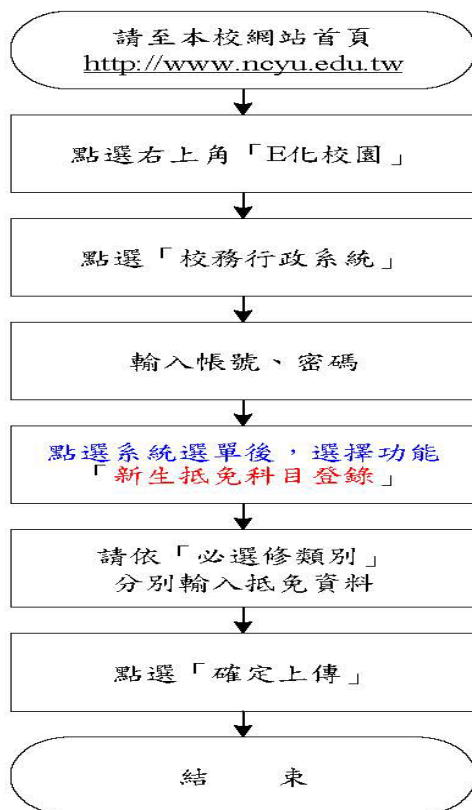 請至本校網站首頁
http://www.ncyu.edu.tw
點選右上角「E化校園」
點選「校務行政系統」
輸入帳號、密碼
點選系統選單後，選擇功能
「新生抵免科目登錄」
請依「必選修類別」
分別輸入抵免資料
點選「確定上傳」
結　　束